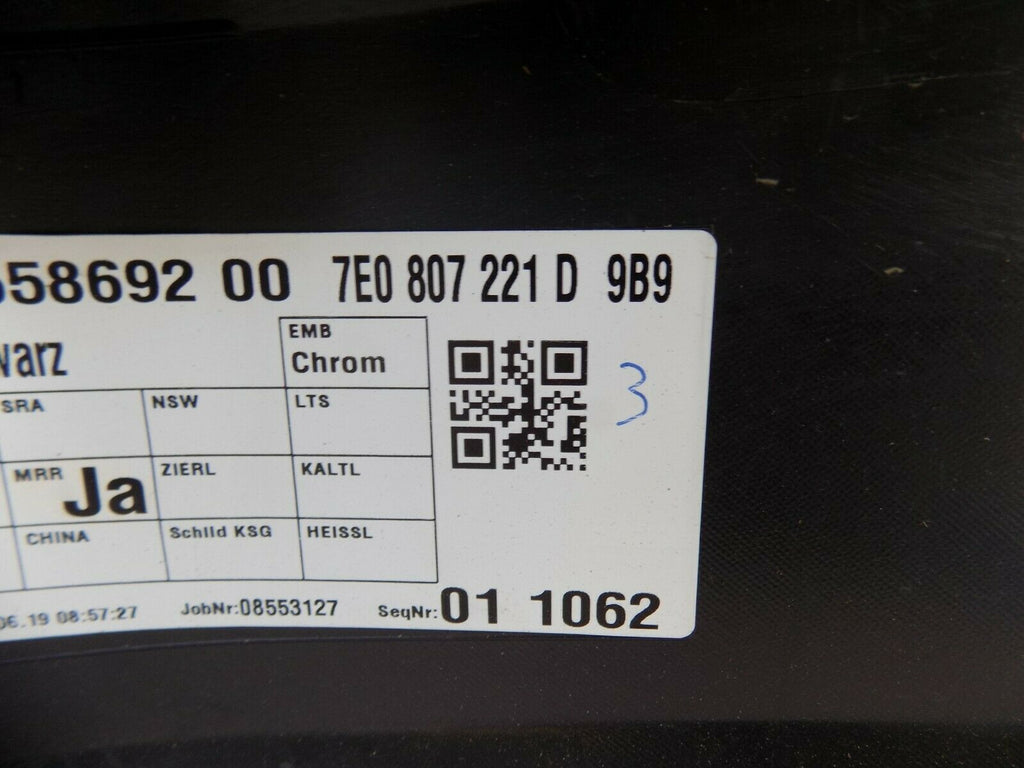 58692 00 7E0 807 221 D 9B9
warz EMB Chrom
3
SRA NSW LTS
MRR Ja ZIERL KALTL
CHINA Schild KSG HEISSL
06.19 08:57:27 JobNr:08553127 SeqNr:01 1062